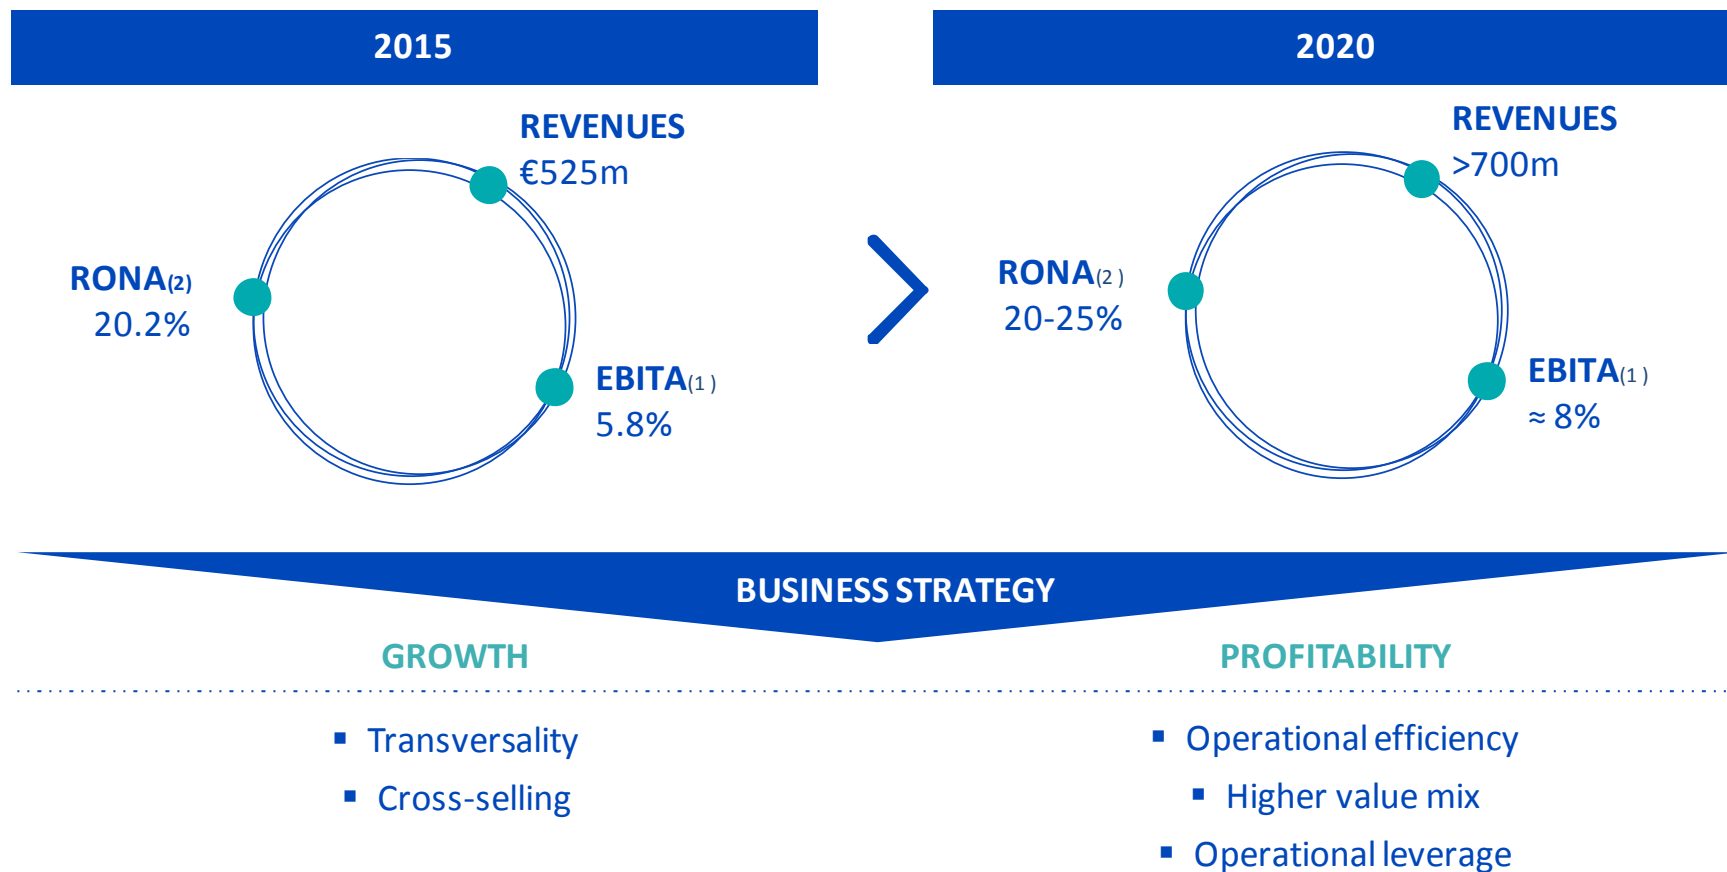 2015
REVENUES
€525m
RONA(2)
20.2%
EBITA(1 )
5.8%
2020
REVENUES
>700m
RONA(2 )
20-25%
EBITA(1 )
≈ 8%
BUSINESS STRATEGY
GROWTH
▪ Transversality
▪ Cross-selling
PROFITABILITY
▪ Operational efficiency
▪ Higher value mix
▪ Operational leverage